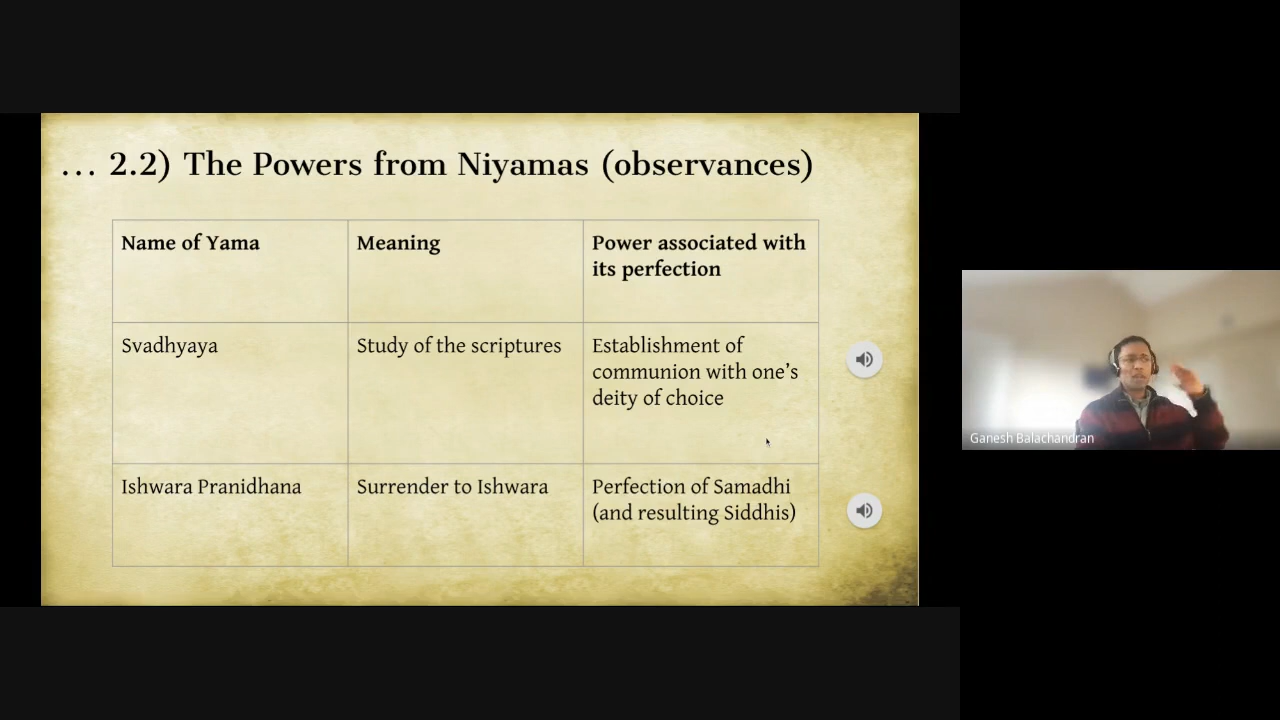 ... 2.2) The Powers from Niyamas (observances)
Name of Yama
Meaning
Power associated with
its perfection
Svadhyaya
Study of the scriptures
Establishment of
communion with one's
deity of choice
Ishwara Pranidhana
Surrender to Ishwara
Perfection of Samadhi
(and resulting Siddhis)
Ganesh Balachandran